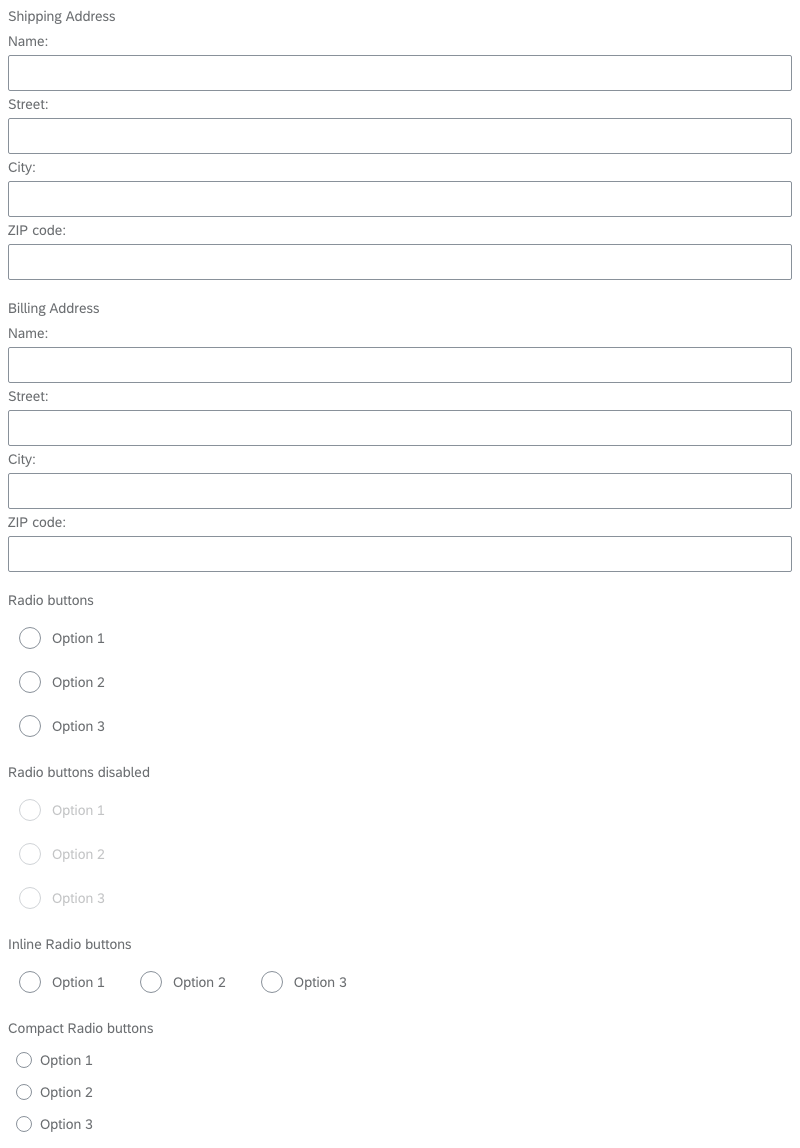 Shipping Address
Name:
Street:
City:
ZIP code:
Billing Address
Name:
Street:
City:
ZIP code:
Radio buttons
Option 1
Option 2
Option 3
Radio buttons disabled
Option 1
Option 2
Option 3
Inline Radio buttons
Option 1 Option 2 Option 3
Compact Radio buttons
Option 1
Option 2
Option 3